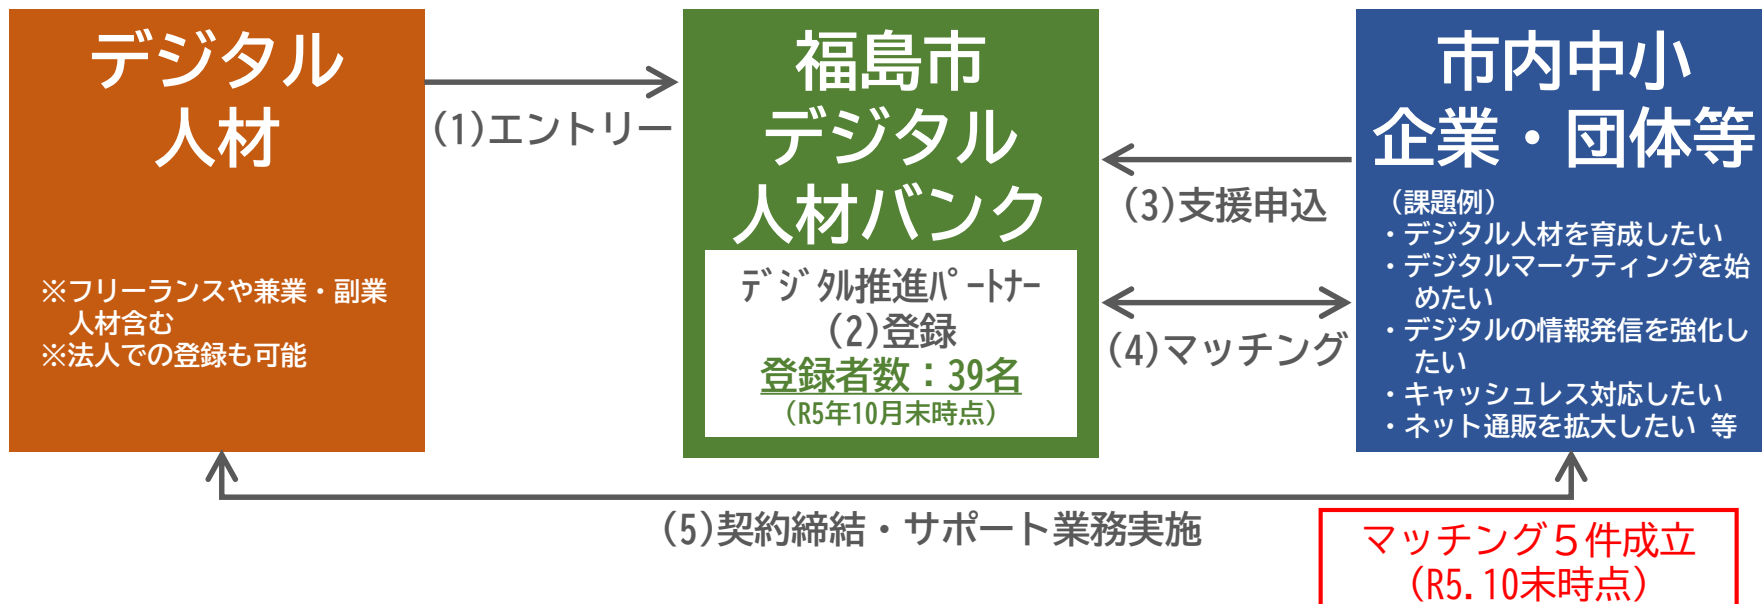 デジタル
人材
※フリーランスや兼業・副業
人材含む
※法人での登録も可能
(1)エントリー
福島市
デジタル
人材バンク
ﾃﾞｼﾞﾀﾙ推進ﾊﾟｰﾄﾅｰ
(2)登録
登録者数：39名
（R5年10月末時点）
(3)支援申込
(4)マッチング
市内中小
企業・団体等
（課題例）
・デジタル人材を育成したい
・デジタルマーケティングを始
めたい
・デジタルの情報発信を強化し
たい
・キャッシュレス対応したい
・ネット通販を拡大したい 等
(5)契約締結・サポート業務実施
マッチング５件成立
（R5.10末時点）